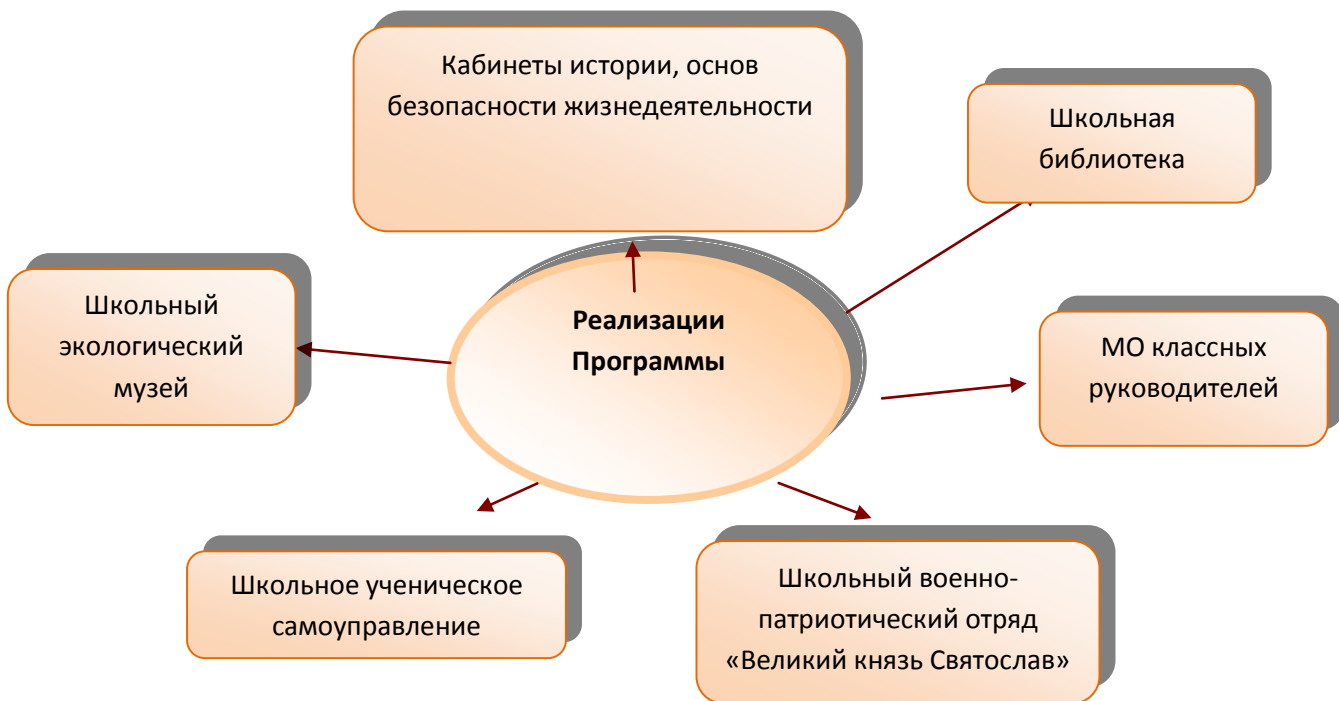 Кабинеты истории, основ
безопасности жизнедеятельности
Школьная
библиотека
Школьный
экологический
музей
Реализации
Программы
МО классных
руководителей
Школьное ученическое
самоуправление
Школьный военно-
патриотический отряд
«Великий князь Святослав»